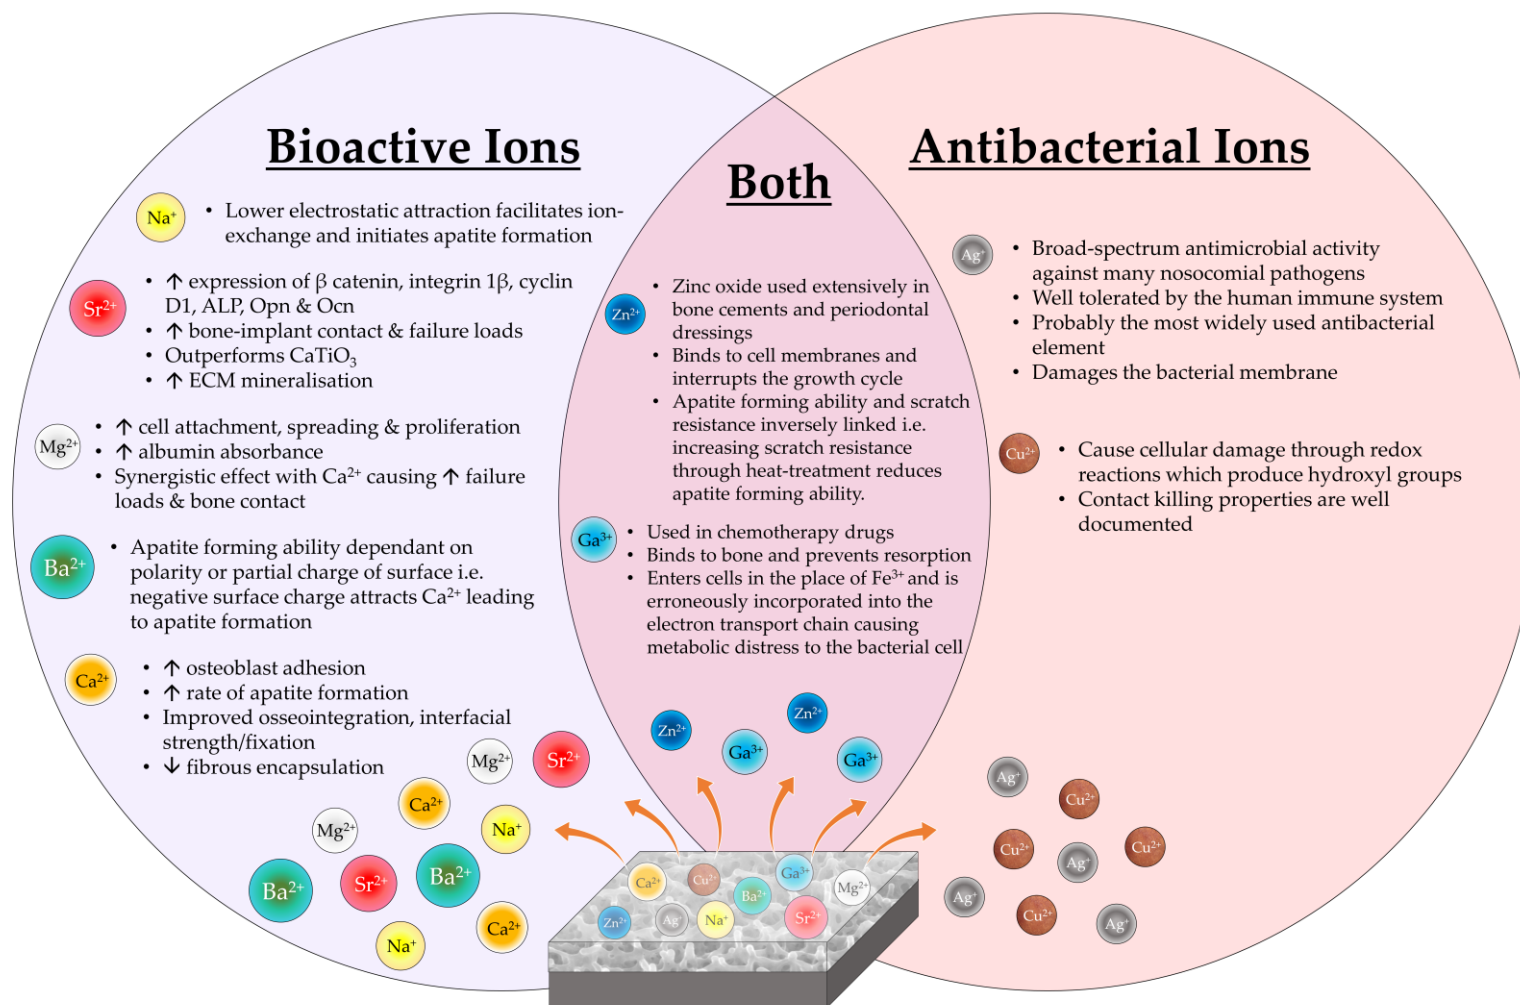 Bioactive Ions
Na⁺
• Lower electrostatic attraction facilitates ion-
exchange and initiates apatite formation
Sr²⁺
• ↑ expression of β catenin, integrin 1β, cyclin
D1, ALP, Opn & Ocn
• ↑ bone-implant contact & failure loads
• Outperforms CaTiO₃
• ↑ ECM mineralisation
Mg²⁺
• ↑ cell attachment, spreading & proliferation
• ↑ albumin absorbance
• Synergistic effect with Ca²⁺ causing ↑ failure
loads & bone contact
Ba²⁺
• Apatite forming ability dependant on
polarity or partial charge of surface i.e.
negative surface charge attracts Ca²⁺ leading
to apatite formation
Ca²⁺
• ↑ osteoblast adhesion
• ↑ rate of apatite formation
• Improved osseointegration, interfacial
strength/fixation
• ↓ fibrous encapsulation
Mg²⁺
Sr²⁺
Ca²⁺
Mg²⁺
Na⁺
Ba²⁺
Sr²⁺
Ba²⁺
Na⁺
Ca²⁺
Both
Zn²⁺
• Zinc oxide used extensively in
bone cements and periodontal
dressings
• Binds to cell membranes and
interrupts the growth cycle
• Apatite forming ability and scratch
resistance inversely linked i.e.
increasing scratch resistance
through heat-treatment reduces
apatite forming ability.
Ga³⁺
• Used in chemotherapy drugs
• Binds to bone and prevents resorption
• Enters cells in the place of Fe³⁺ and is
erroneously incorporated into the
electron transport chain causing
metabolic distress to the bacterial cell
Zn²⁺
Zn²⁺
Ga³⁺
Ga³⁺
Antibacterial Ions
Ag⁺
• Broad-spectrum antimicrobial activity
against many nosocomial pathogens
• Well tolerated by the human immune system
• Probably the most widely used antibacterial
element
• Damages the bacterial membrane
Cu²⁺
• Cause cellular damage through redox
reactions which produce hydroxyl groups
• Contact killing properties are well
documented
Ag⁺
Cu²⁺
Cu²⁺
Cu²⁺
Ag⁺
Ag⁺
Cu²⁺
Ag⁺
Ca²⁺
Cu²⁺
Ga³⁺
Ba²⁺
Mg²⁺
Zn²⁺
Ag⁺
Na⁺
Sr²⁺